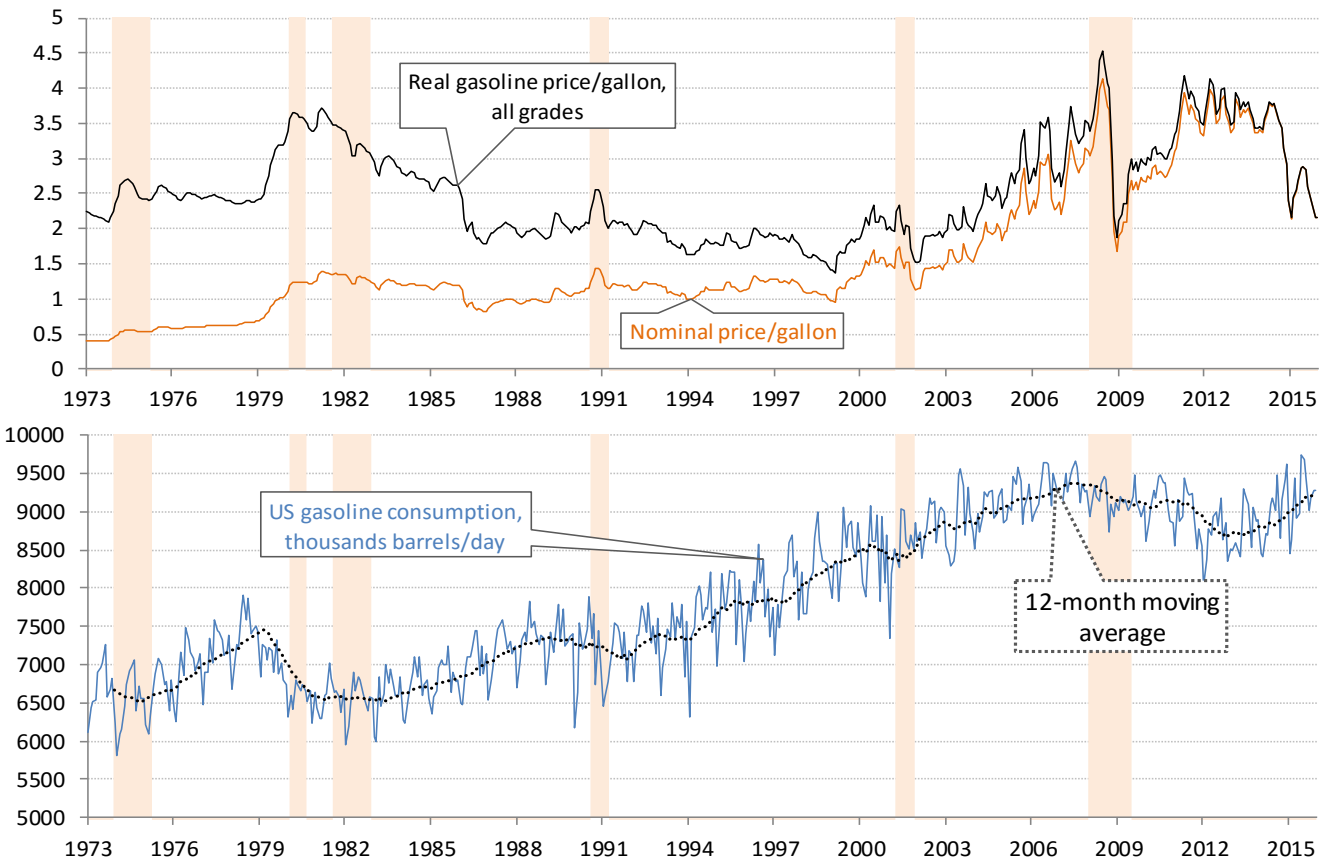 5
4.5
4
3.5
3
2.5
2
1.5
1
0.5
0
Real gasoline price/gallon,
all grades
Nominal price/gallon
1973 1976 1979 1982 1985 1988 1991 1994 1997 2000 2003 2006 2009 2012 2015
10000
9500
9000
8500
8000
7500
7000
6500
6000
5500
5000
US gasoline consumption,
thousands barrels/day
12-month moving
average
1973 1976 1979 1982 1985 1988 1991 1994 1997 2000 2003 2006 2009 2012 2015